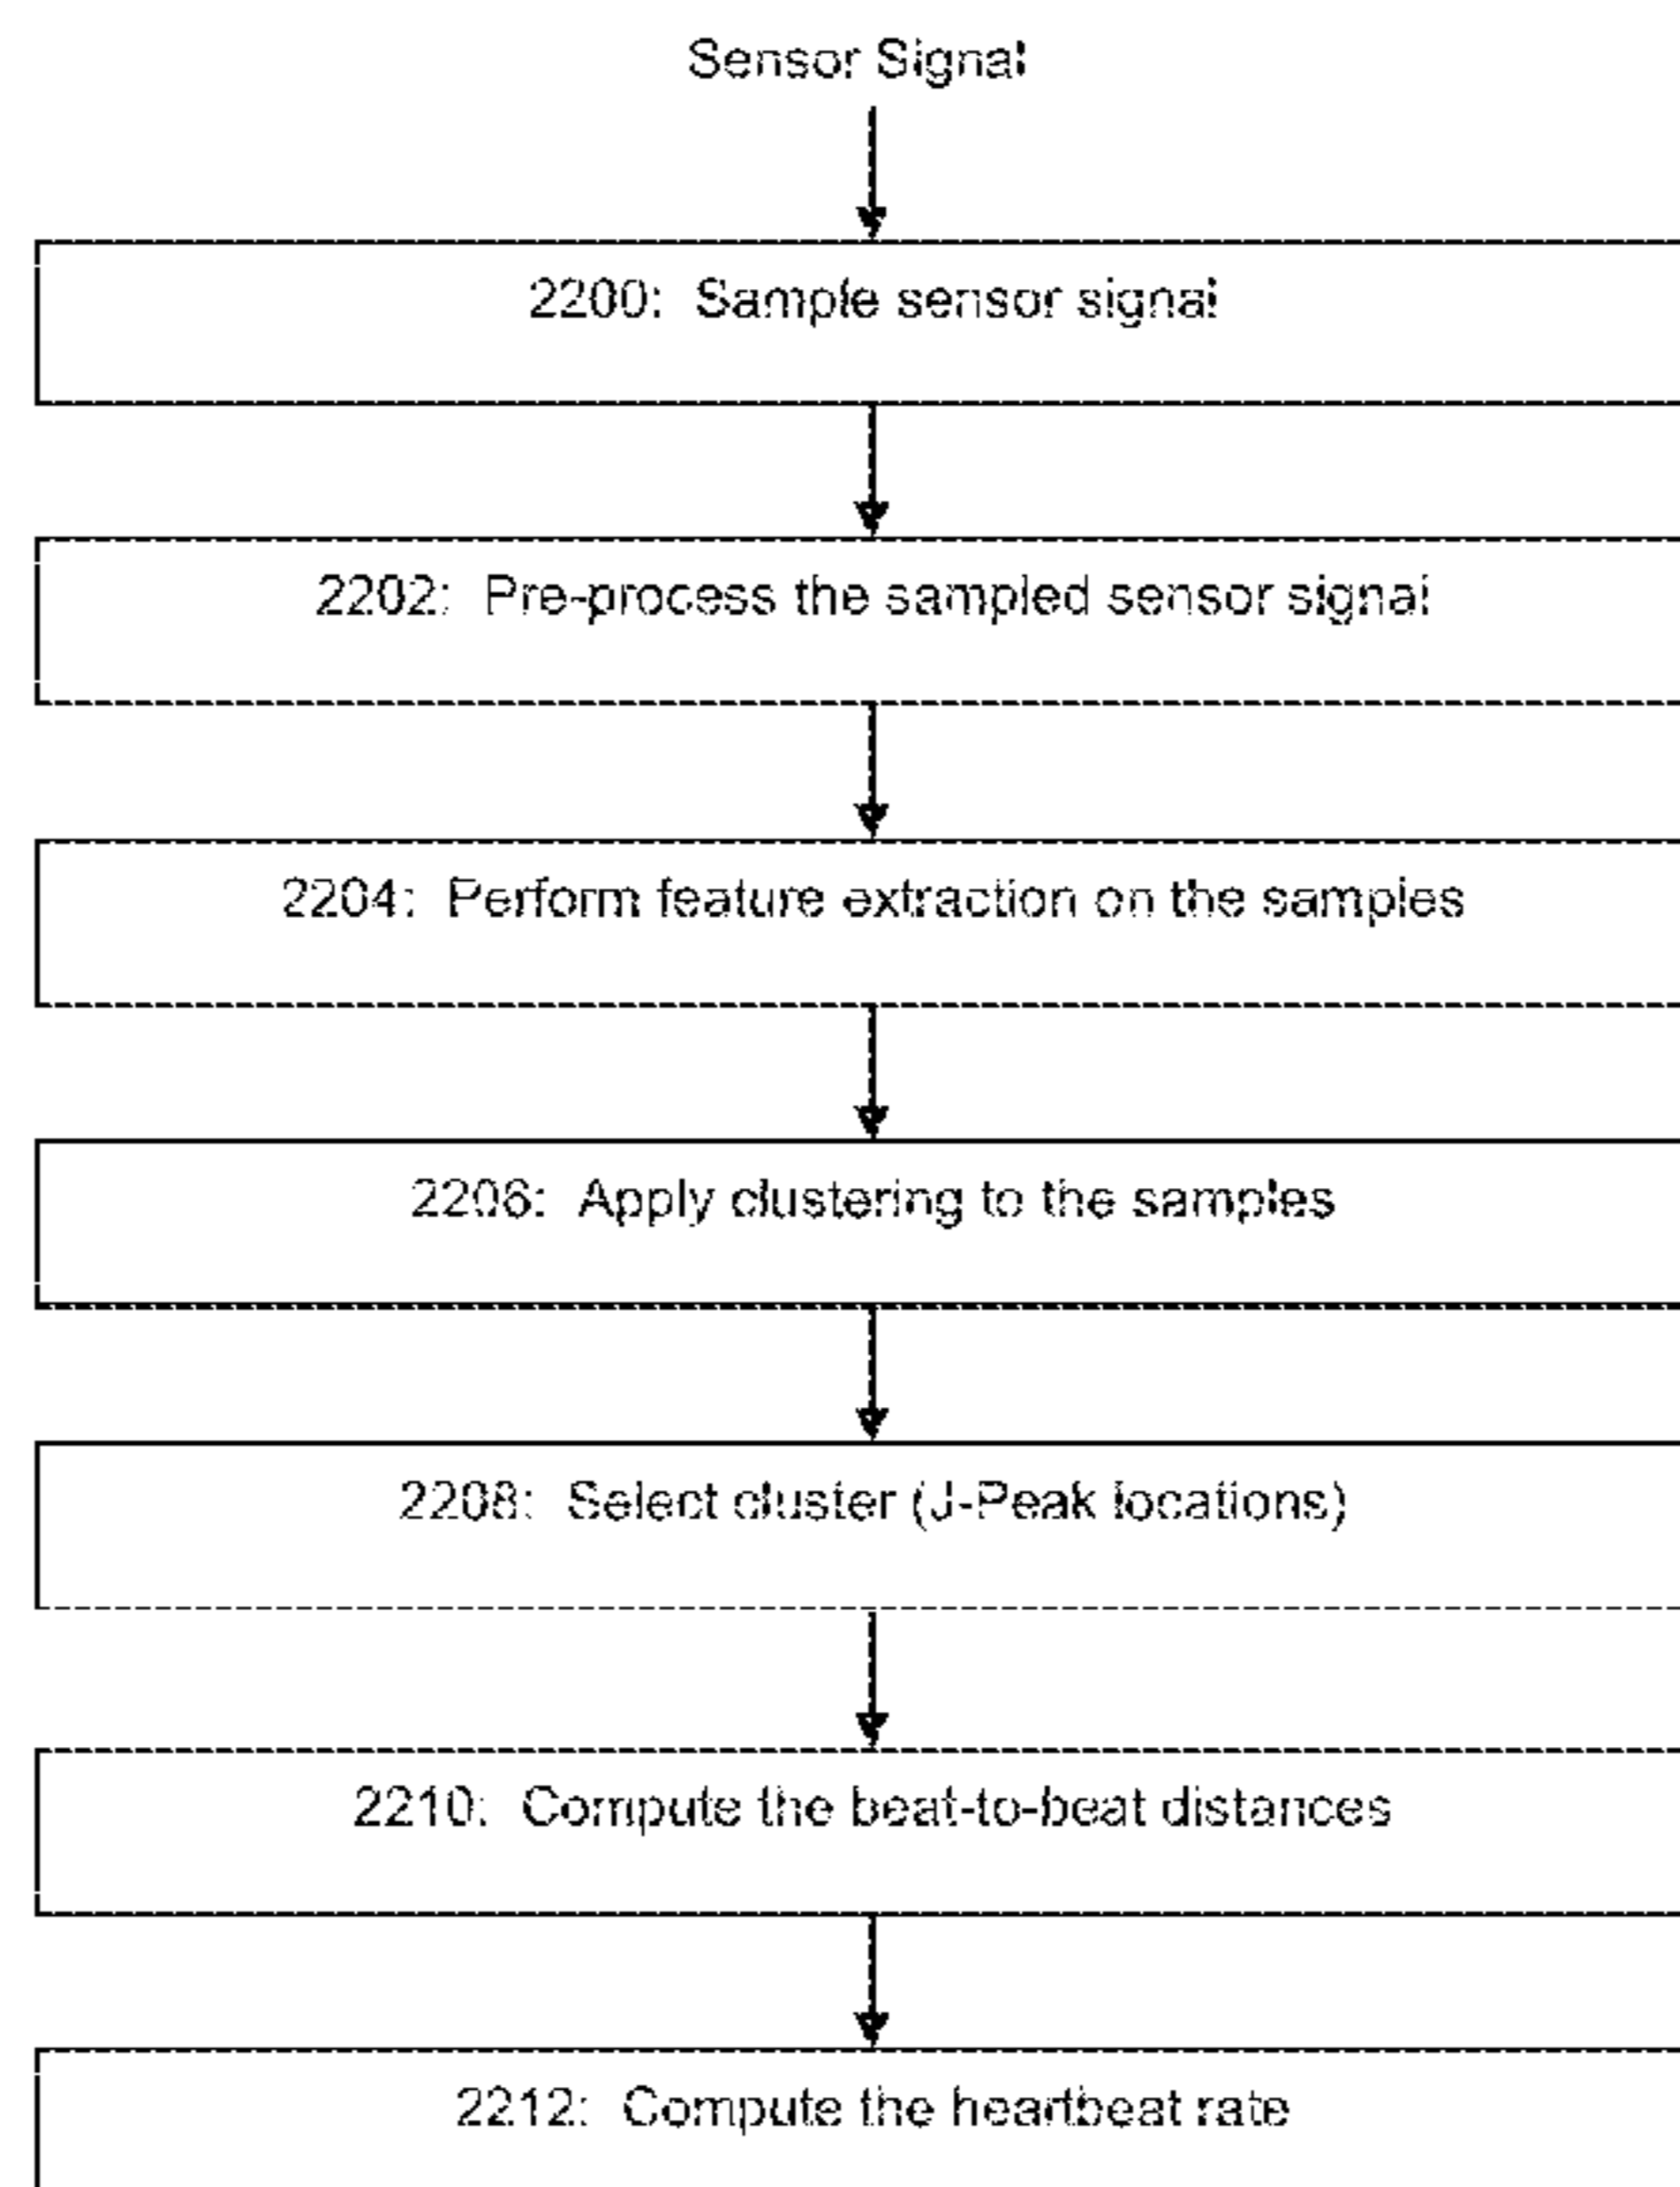 Sensor Signal
2200: Sample sensor signal
2202: Pre-process the sampled sensor signal
2204: Perform feature extraction on the samples
2206: Apply clustering to the samples
2208: Select cluster (J-Peak locations)
2210: Compute the beat-to-beat distances
2212: Compute the heartbeat rate